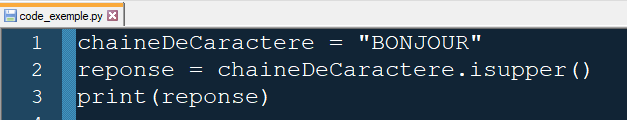 code_exemple.py
1 chaineDeCaractere = "BONJOUR"
2 reponse = chaineDeCaractere.isupper()
3 print(reponse)